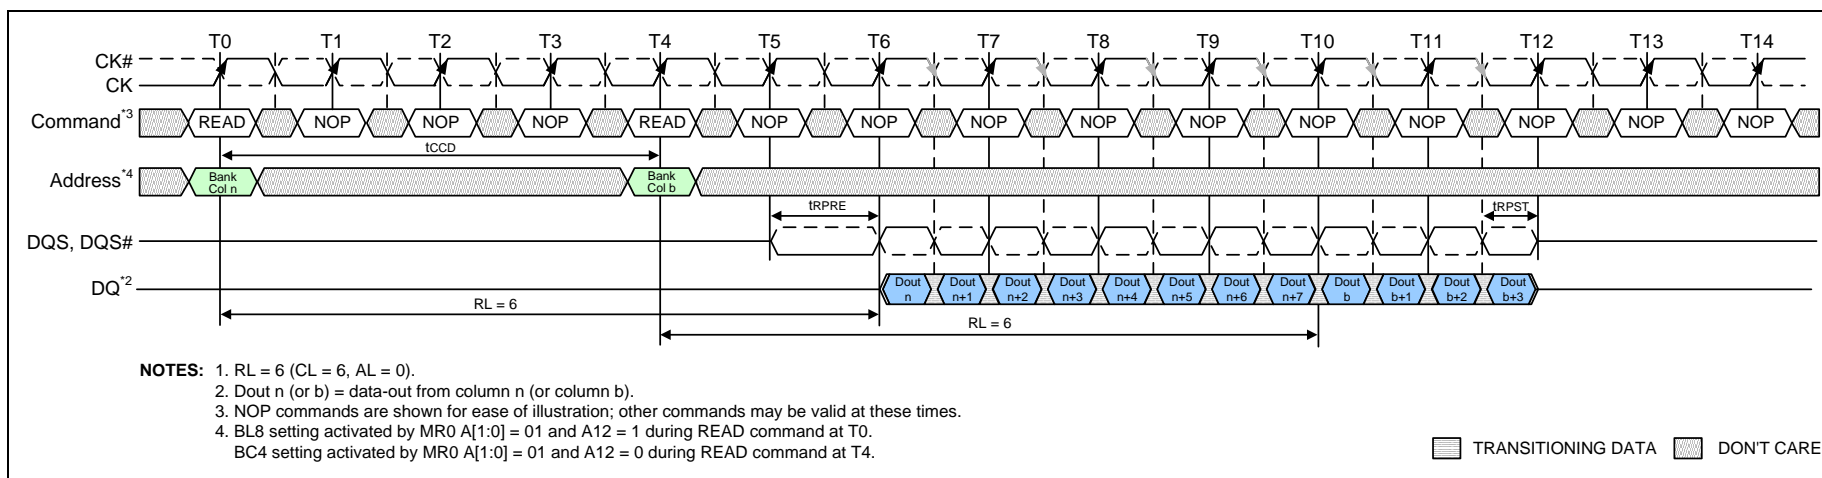 T0 T1 T2 T3 T4 T5 T6 T7 T8 T9 T10 T11 T12 T13 T14
CK#
CK
Command*3 READ NOP NOP NOP READ NOP NOP NOP NOP NOP NOP NOP NOP NOP NOP
tCCD
Address*4 Bank Col n Bank Col b
tRPRE tRPST
DQS, DQS#
DQ*2 Dout n Dout n+1 Dout n+2 Dout n+3 Dout n+4 Dout n+5 Dout n+6 Dout n+7 Dout b Dout b+1 Dout b+2 Dout b+3
RL = 6
RL = 6
NOTES: 1. RL = 6 (CL = 6, AL = 0).
2. Dout n (or b) = data-out from column n (or column b).
3. NOP commands are shown for ease of illustration; other commands may be valid at these times.
4. BL8 setting activated by MR0 A[1:0] = 01 and A12 = 1 during READ command at T0.
BC4 setting activated by MR0 A[1:0] = 01 and A12 = 0 during READ command at T4.
TRANSITIONING DATA DON'T CARE